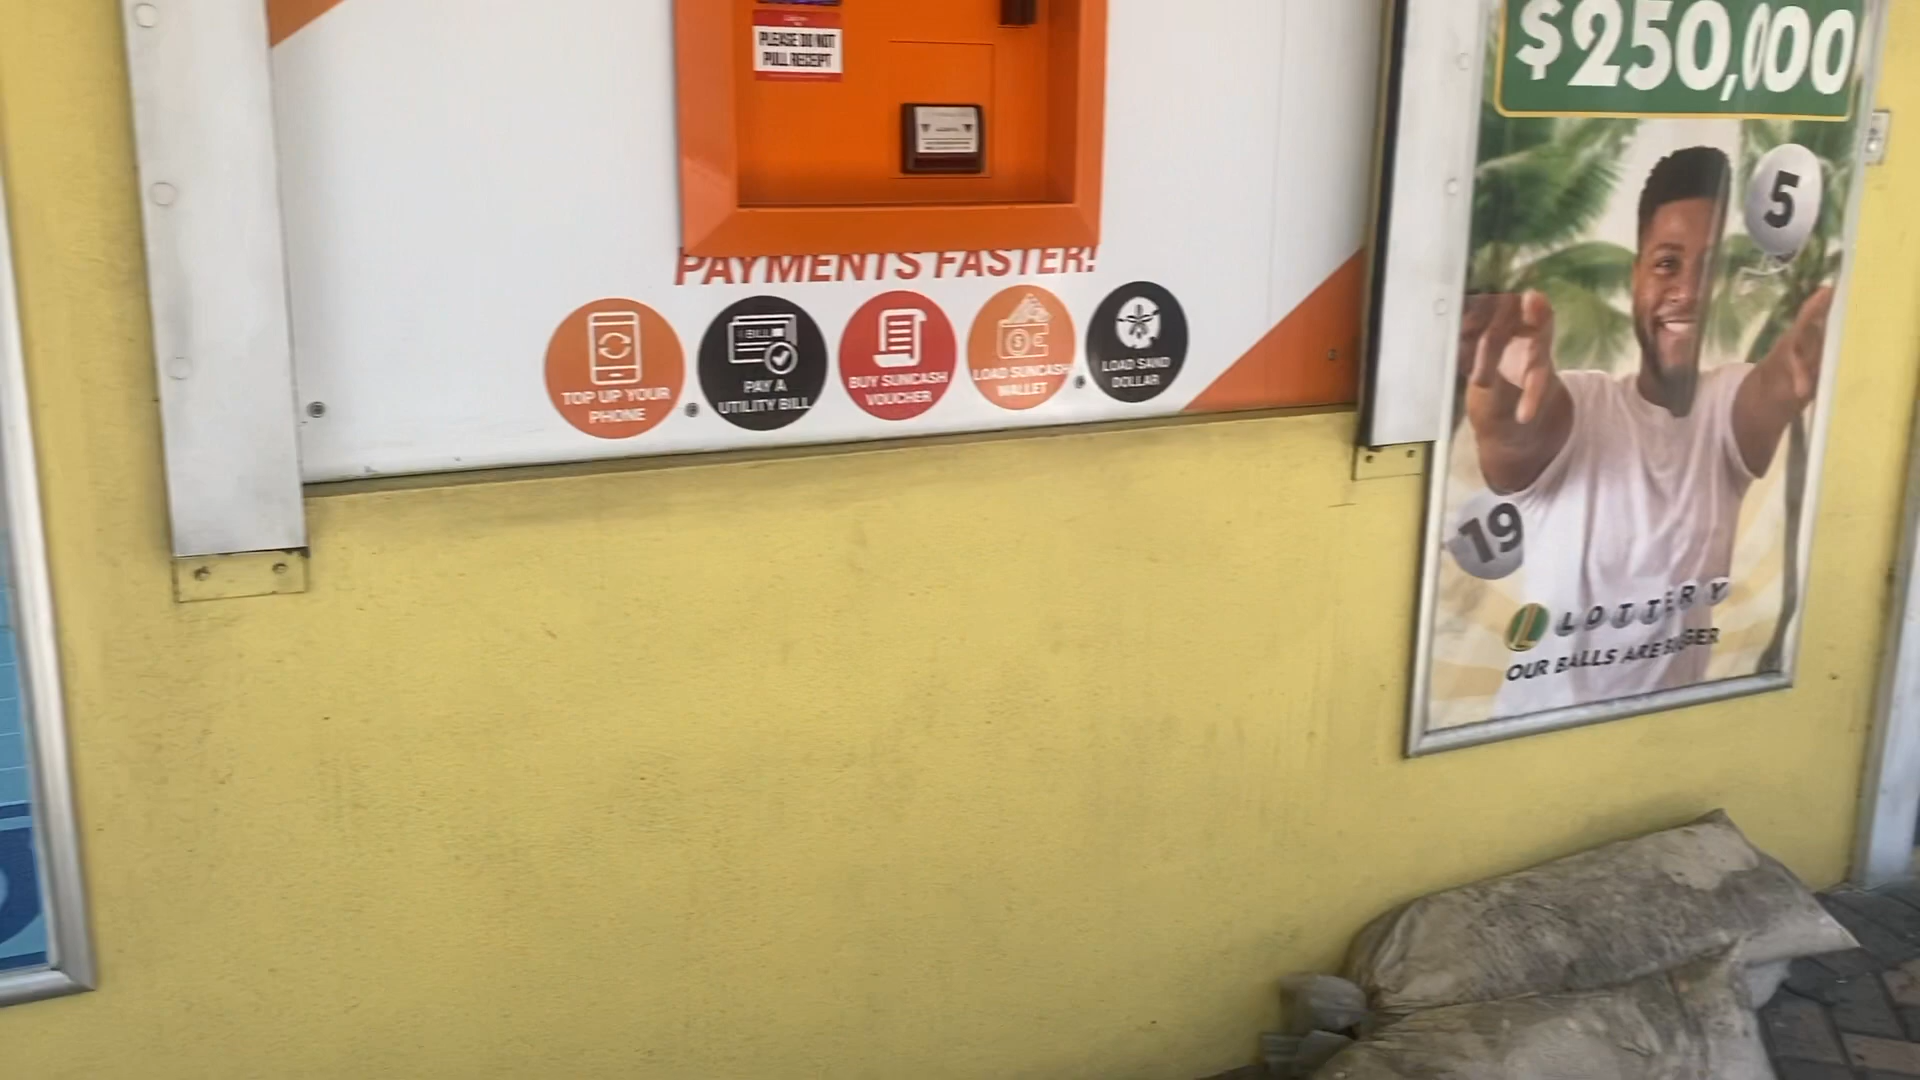 PLEASE DO NOT
PULL RECEIPT
PAYMENTS FASTER!
TOP UP YOUR
PHONE
BILL
PAY A
UTILITY BILL
BUY SUNCASH
VOUCHER
$
LOAD SUNCASH
WALLET
LOAD SAND
DOLLAR
$250,000
5
19
LOTTERY
OUR BALLS ARE BIGGER